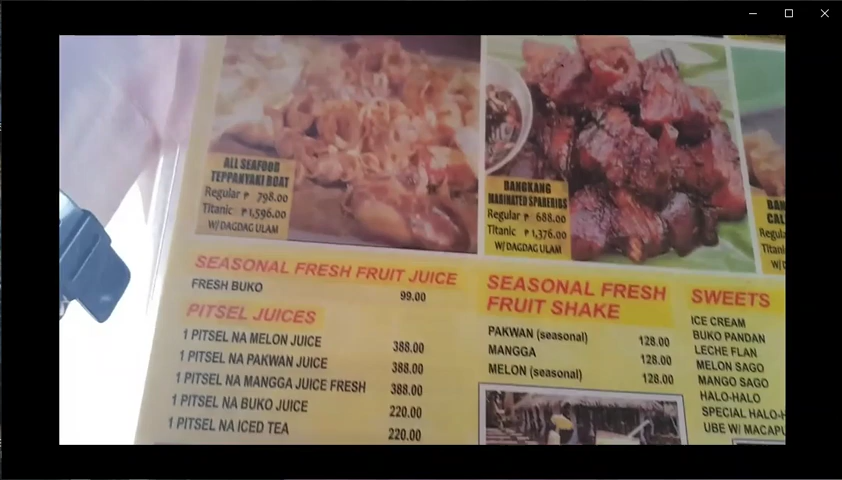 ALL SEAFOOD
TEPPANYAKI BOAT
Regular ₱ 798.00
Titanic ₱ 1,596.00
W/ DAGDAG ULAM
BANGKANG
MARINATED SPARERIBS
Regular ₱ 688.00
Titanic ₱ 1,376.00
W/ DAGDAG ULAM
SEASONAL FRESH FRUIT JUICE
FRESH BUKO 99.00
PITSEL JUICES
1 PITSEL NA MELON JUICE 388.00
1 PITSEL NA PAKWAN JUICE 388.00
1 PITSEL NA MANGGA JUICE FRESH 388.00
1 PITSEL NA BUKO JUICE 220.00
1 PITSEL NA ICED TEA 220.00
SEASONAL FRESH
FRUIT SHAKE
PAKWAN (seasonal) 128.00
MANGGA 128.00
MELON (seasonal) 128.00
SWEETS
ICE CREAM
BUKO PANDAN
LECHE FLAN
MELON SAGO
MANGO SAGO
HALO-HALO
SPECIAL HALO-H
UBE W/ MACAPU